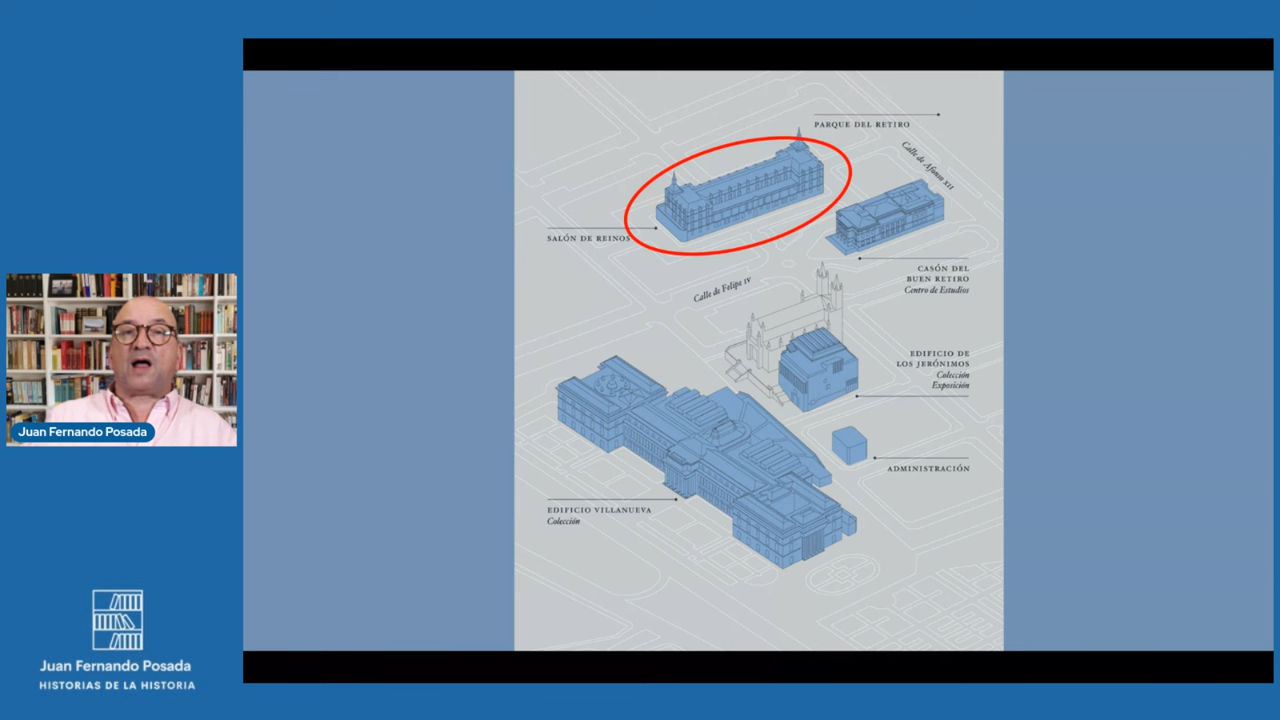 PARQUE DEL RETIRO
Calle de Afonso XII
SALÓN DE REINOS
CASÓN DEL
BUEN RETIRO
Centro de Estudios
Calle de Felipe IV
EDIFICIO DE
LOS JERÓNIMOS
Colección
Exposición
ADMINISTRACIÓN
EDIFICIO VILLANUEVA
Colección
Juan Fernando Posada
Juan Fernando Posada
HISTORIAS DE LA HISTORIA